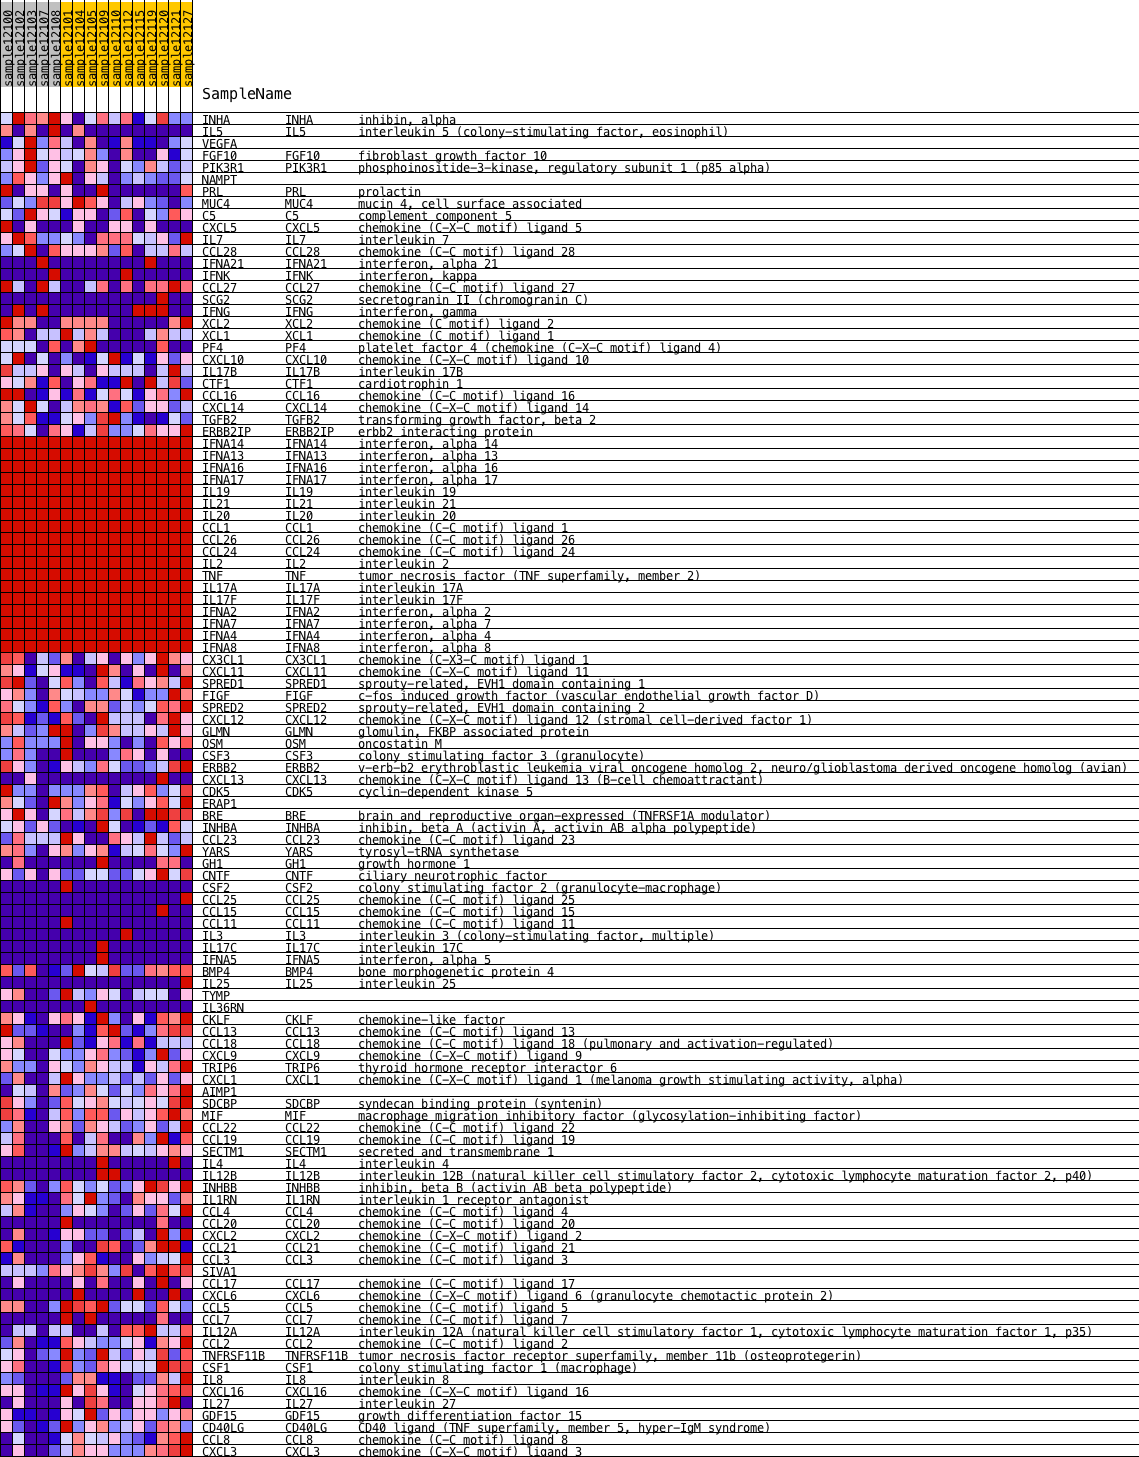 sample12100 sample12102 sample12103 sample12107 sample12108 sample12101 sample12104 sample12105 sample12109 sample12110 sample12112 sample12115 sample12119 sample12120 sample12121 sample12127
SampleName
INHA INHA inhibin, alpha
IL5 IL5 interleukin 5 (colony-stimulating factor, eosinophil)
VEGFA
FGF10 FGF10 fibroblast growth factor 10
PIK3R1 PIK3R1 phosphoinositide-3-kinase, regulatory subunit 1 (p85 alpha)
NAMPT
PRL PRL prolactin
MUC4 MUC4 mucin 4, cell surface associated
C5 C5 complement component 5
CXCL5 CXCL5 chemokine (C-X-C motif) ligand 5
IL7 IL7 interleukin 7
CCL28 CCL28 chemokine (C-C motif) ligand 28
IFNA21 IFNA21 interferon, alpha 21
IFNK IFNK interferon, kappa
CCL27 CCL27 chemokine (C-C motif) ligand 27
SCG2 SCG2 secretogranin II (chromogranin C)
IFNG IFNG interferon, gamma
XCL2 XCL2 chemokine (C motif) ligand 2
XCL1 XCL1 chemokine (C motif) ligand 1
PF4 PF4 platelet factor 4 (chemokine (C-X-C motif) ligand 4)
CXCL10 CXCL10 chemokine (C-X-C motif) ligand 10
IL17B IL17B interleukin 17B
CTF1 CTF1 cardiotrophin 1
CCL16 CCL16 chemokine (C-C motif) ligand 16
CXCL14 CXCL14 chemokine (C-X-C motif) ligand 14
TGFB2 TGFB2 transforming growth factor, beta 2
ERBB2IP ERBB2IP erbb2 interacting protein
IFNA14 IFNA14 interferon, alpha 14
IFNA13 IFNA13 interferon, alpha 13
IFNA16 IFNA16 interferon, alpha 16
IFNA17 IFNA17 interferon, alpha 17
IL19 IL19 interleukin 19
IL21 IL21 interleukin 21
IL20 IL20 interleukin 20
CCL1 CCL1 chemokine (C-C motif) ligand 1
CCL26 CCL26 chemokine (C-C motif) ligand 26
CCL24 CCL24 chemokine (C-C motif) ligand 24
IL2 IL2 interleukin 2
TNF TNF tumor necrosis factor (TNF superfamily, member 2)
IL17A IL17A interleukin 17A
IL17F IL17F interleukin 17F
IFNA2 IFNA2 interferon, alpha 2
IFNA7 IFNA7 interferon, alpha 7
IFNA4 IFNA4 interferon, alpha 4
IFNA8 IFNA8 interferon, alpha 8
CX3CL1 CX3CL1 chemokine (C-X3-C motif) ligand 1
CXCL11 CXCL11 chemokine (C-X-C motif) ligand 11
SPRED1 SPRED1 sprouty-related, EVH1 domain containing 1
FIGF FIGF c-fos induced growth factor (vascular endothelial growth factor D)
SPRED2 SPRED2 sprouty-related, EVH1 domain containing 2
CXCL12 CXCL12 chemokine (C-X-C motif) ligand 12 (stromal cell-derived factor 1)
GLMN GLMN glomulin, FKBP associated protein
OSM OSM oncostatin M
CSF3 CSF3 colony stimulating factor 3 (granulocyte)
ERBB2 ERBB2 v-erb-b2 erythroblastic leukemia viral oncogene homolog 2, neuro/glioblastoma derived oncogene homolog (avian)
CXCL13 CXCL13 chemokine (C-X-C motif) ligand 13 (B-cell chemoattractant)
CDK5 CDK5 cyclin-dependent kinase 5
ERAP1
BRE BRE brain and reproductive organ-expressed (TNFRSF1A modulator)
INHBA INHBA inhibin, beta A (activin A, activin AB alpha polypeptide)
CCL23 CCL23 chemokine (C-C motif) ligand 23
YARS YARS tyrosyl-tRNA synthetase
GH1 GH1 growth hormone 1
CNTF CNTF ciliary neurotrophic factor
CSF2 CSF2 colony stimulating factor 2 (granulocyte-macrophage)
CCL25 CCL25 chemokine (C-C motif) ligand 25
CCL15 CCL15 chemokine (C-C motif) ligand 15
CCL11 CCL11 chemokine (C-C motif) ligand 11
IL3 IL3 interleukin 3 (colony-stimulating factor, multiple)
IL17C IL17C interleukin 17C
IFNA5 IFNA5 interferon, alpha 5
BMP4 BMP4 bone morphogenetic protein 4
IL25 IL25 interleukin 25
TYMP
IL36RN
CKLF CKLF chemokine-like factor
CCL13 CCL13 chemokine (C-C motif) ligand 13
CCL18 CCL18 chemokine (C-C motif) ligand 18 (pulmonary and activation-regulated)
CXCL9 CXCL9 chemokine (C-X-C motif) ligand 9
TRIP6 TRIP6 thyroid hormone receptor interactor 6
CXCL1 CXCL1 chemokine (C-X-C motif) ligand 1 (melanoma growth stimulating activity, alpha)
AIMP1
SDCBP SDCBP syndecan binding protein (syntenin)
MIF MIF macrophage migration inhibitory factor (glycosylation-inhibiting factor)
CCL22 CCL22 chemokine (C-C motif) ligand 22
CCL19 CCL19 chemokine (C-C motif) ligand 19
SECTM1 SECTM1 secreted and transmembrane 1
IL4 IL4 interleukin 4
IL12B IL12B interleukin 12B (natural killer cell stimulatory factor 2, cytotoxic lymphocyte maturation factor 2, p40)
INHBB INHBB inhibin, beta B (activin AB beta polypeptide)
IL1RN IL1RN interleukin 1 receptor antagonist
CCL4 CCL4 chemokine (C-C motif) ligand 4
CCL20 CCL20 chemokine (C-C motif) ligand 20
CXCL2 CXCL2 chemokine (C-X-C motif) ligand 2
CCL21 CCL21 chemokine (C-C motif) ligand 21
CCL3 CCL3 chemokine (C-C motif) ligand 3
SIVA1
CCL17 CCL17 chemokine (C-C motif) ligand 17
CXCL6 CXCL6 chemokine (C-X-C motif) ligand 6 (granulocyte chemotactic protein 2)
CCL5 CCL5 chemokine (C-C motif) ligand 5
CCL7 CCL7 chemokine (C-C motif) ligand 7
IL12A IL12A interleukin 12A (natural killer cell stimulatory factor 1, cytotoxic lymphocyte maturation factor 1, p35)
CCL2 CCL2 chemokine (C-C motif) ligand 2
TNFRSF11B TNFRSF11B tumor necrosis factor receptor superfamily, member 11b (osteoprotegerin)
CSF1 CSF1 colony stimulating factor 1 (macrophage)
IL8 IL8 interleukin 8
CXCL16 CXCL16 chemokine (C-X-C motif) ligand 16
IL27 IL27 interleukin 27
GDF15 GDF15 growth differentiation factor 15
CD40LG CD40LG CD40 ligand (TNF superfamily, member 5, hyper-IgM syndrome)
CCL8 CCL8 chemokine (C-C motif) ligand 8
CXCL3 CXCL3 chemokine (C-X-C motif) ligand 3